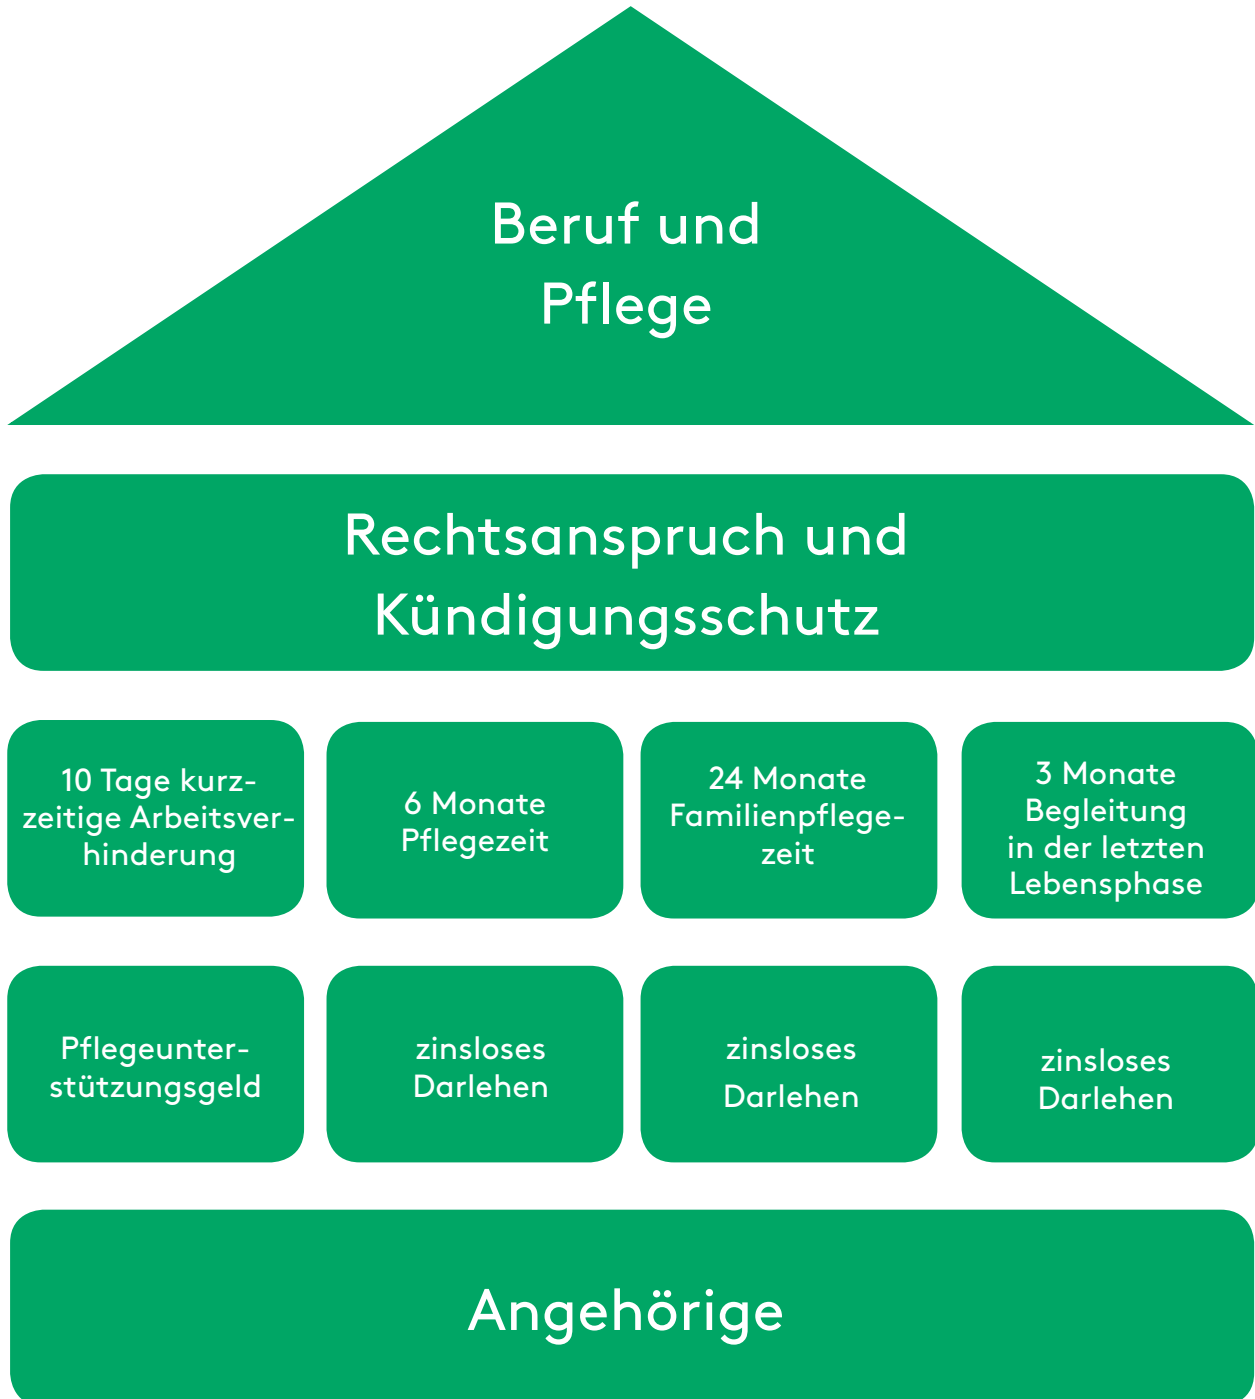 Beruf und
Pflege
Rechtsanspruch und
Kündigungsschutz
10 Tage kurz-
zeitige Arbeitsver-
hinderung
6 Monate
Pflegezeit
24 Monate
Familienpflege-
zeit
3 Monate
Begleitung
in der letzten
Lebensphase
Pflegeunter-
stützungsgeld
zinsloses
Darlehen
zinsloses
Darlehen
zinsloses
Darlehen
Angehörige